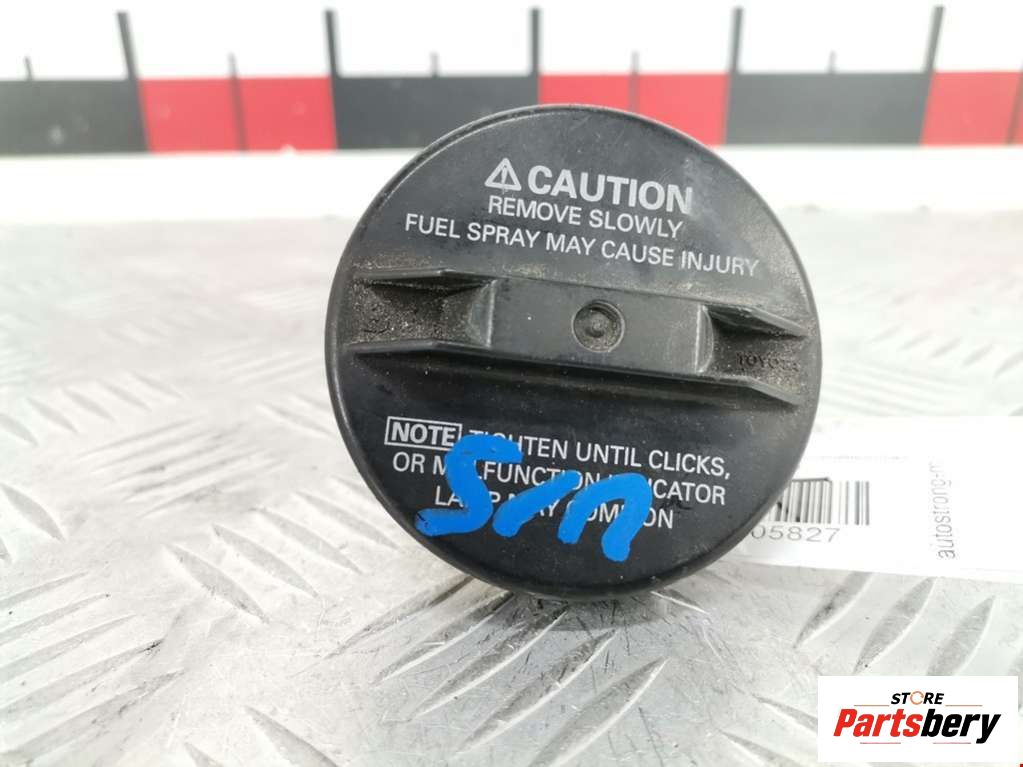 CAUTION
REMOVE SLOWLY
FUEL SPRAY MAY CAUSE INJURY
TOYOTA
NOTE TIGHTEN UNTIL CLICKS,
OR MALFUNCTION INDICATOR
LAMP MAY COME ON
05827
autostrong-m
STORE
Partsbery